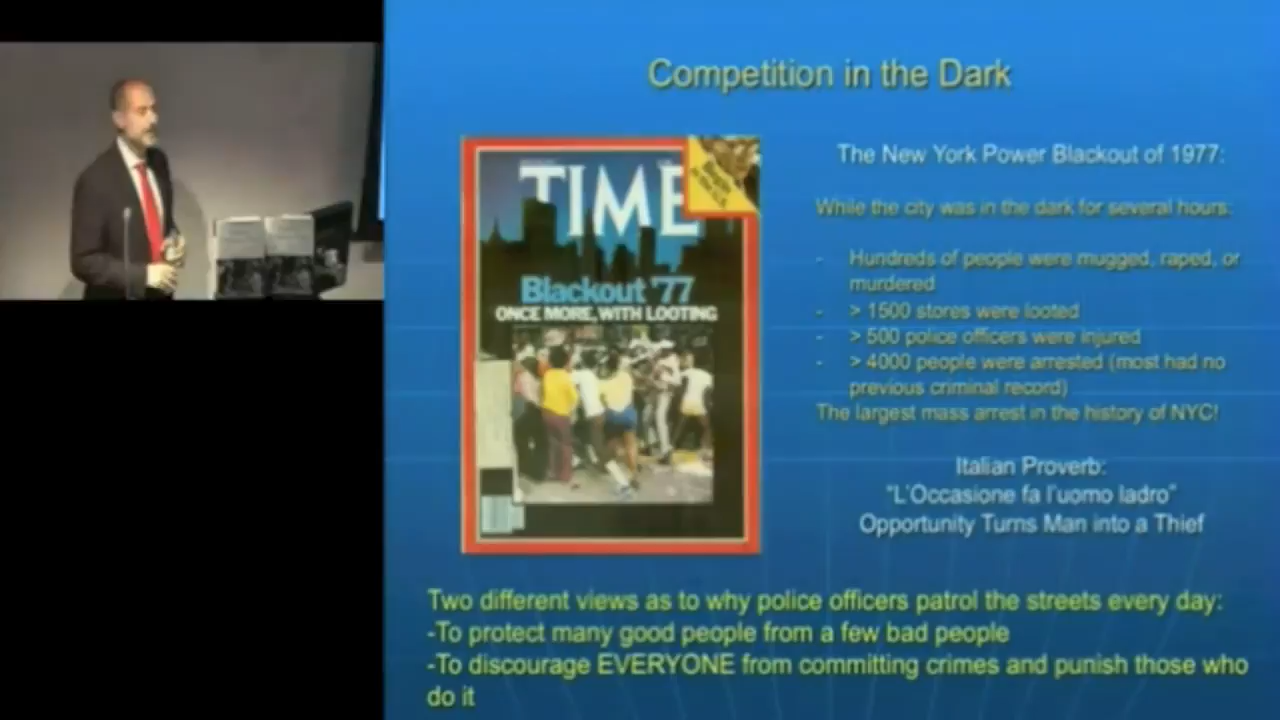 Competition in the Dark
TIME
Blackout '77
ONCE MORE, WITH LOOTING
The New York Power Blackout of 1977:
While the city was in the dark for several hours:
- Hundreds of people were mugged, raped, or
murdered
- > 1500 stores were looted
- > 500 police officers were injured
- > 4000 people were arrested (most had no
previous criminal record)
The largest mass arrest in the history of NYC!
Italian Proverb:
"L'Occasione fa l'uomo ladro"
Opportunity Turns Man into a Thief
Two different views as to why police officers patrol the streets every day:
-To protect many good people from a few bad people
-To discourage EVERYONE from committing crimes and punish those who
do it